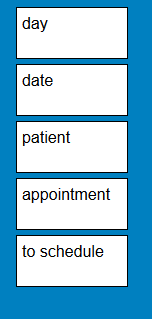 day
date
patient
appointment
to schedule